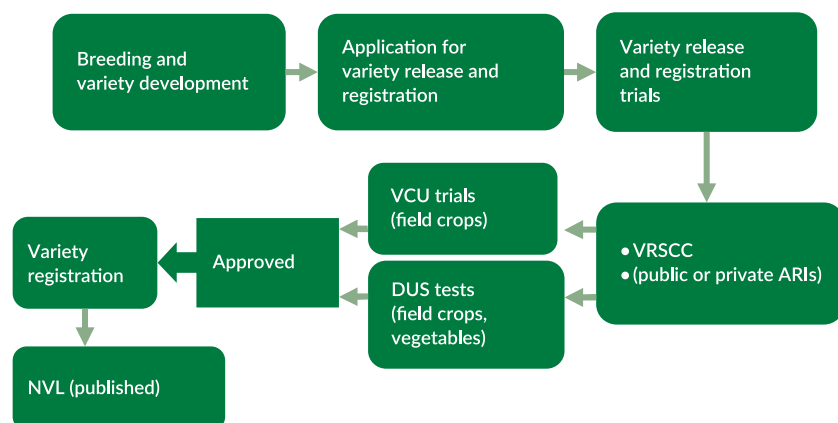 Breeding and
variety development
Application for
variety release and
registration
Variety release
and registration
trials
• VRSCC
• (public or private ARIs)
VCU trials
(field crops)
DUS tests
(field crops,
vegetables)
Approved
Variety
registration
NVL (published)